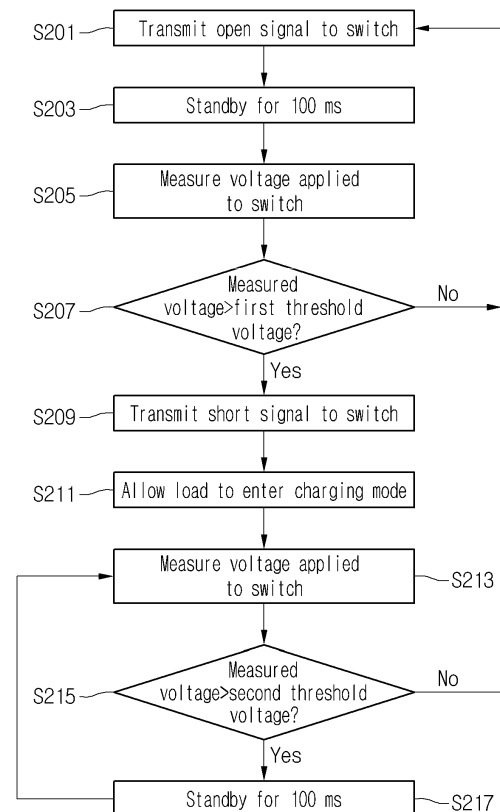 S201
Transmit open signal to switch
S203
Standby for 100 ms
S205
Measure voltage applied
to switch
S207
Measured
voltage>first threshold
voltage?
No
Yes
S209
Transmit short signal to switch
S211
Allow load to enter charging mode
Measure voltage applied
to switch
S213
S215
Measured
voltage>second threshold
voltage?
No
Yes
Standby for 100 ms
S217